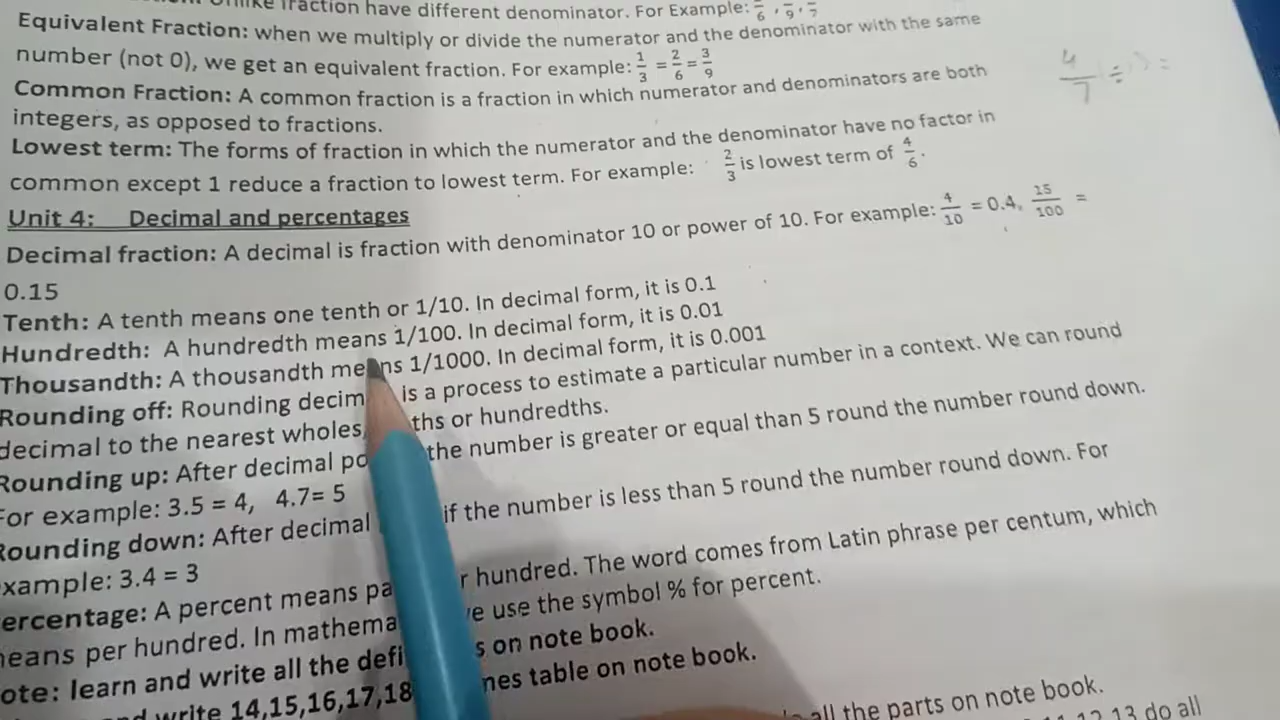 fraction have different denominator. For Example: 6 , 9 , 7
Equivalent Fraction: when we multiply or divide the numerator and the denominator with the same
number (not 0), we get an equivalent fraction. For example: 1/3 = 2/6 = 3/9
Common Fraction: A common fraction is a fraction in which numerator and denominators are both
integers, as opposed to fractions.
Lowest term: The forms of fraction in which the numerator and the denominator have no factor in
common except 1 reduce a fraction to lowest term. For example: 2/3 is lowest term of 4/6.
4/7 ÷ =
Unit 4: Decimal and percentages
Decimal fraction: A decimal is fraction with denominator 10 or power of 10. For example: 4/10 = 0.4, 15/100 =
0.15
Tenth: A tenth means one tenth or 1/10. In decimal form, it is 0.1
Hundredth: A hundredth means 1/100. In decimal form, it is 0.01
Thousandth: A thousandth means 1/1000. In decimal form, it is 0.001
Rounding off: Rounding decim is a process to estimate a particular number in a context. We can round
decimal to the nearest wholes, ths or hundredths.
Rounding up: After decimal po the number is greater or equal than 5 round the number round down.
For example: 3.5 = 4, 4.7= 5
Rounding down: After decimal if the number is less than 5 round the number round down. For
xample: 3.4 = 3
ercentage: A percent means pa r hundred. The word comes from Latin phrase per centum, which
means per hundred. In mathema we use the symbol % for percent.
ote: learn and write all the defi s on note book.
nd write 14,15,16,17,18 mes table on note book.
all the parts on note book.
12,13 do all